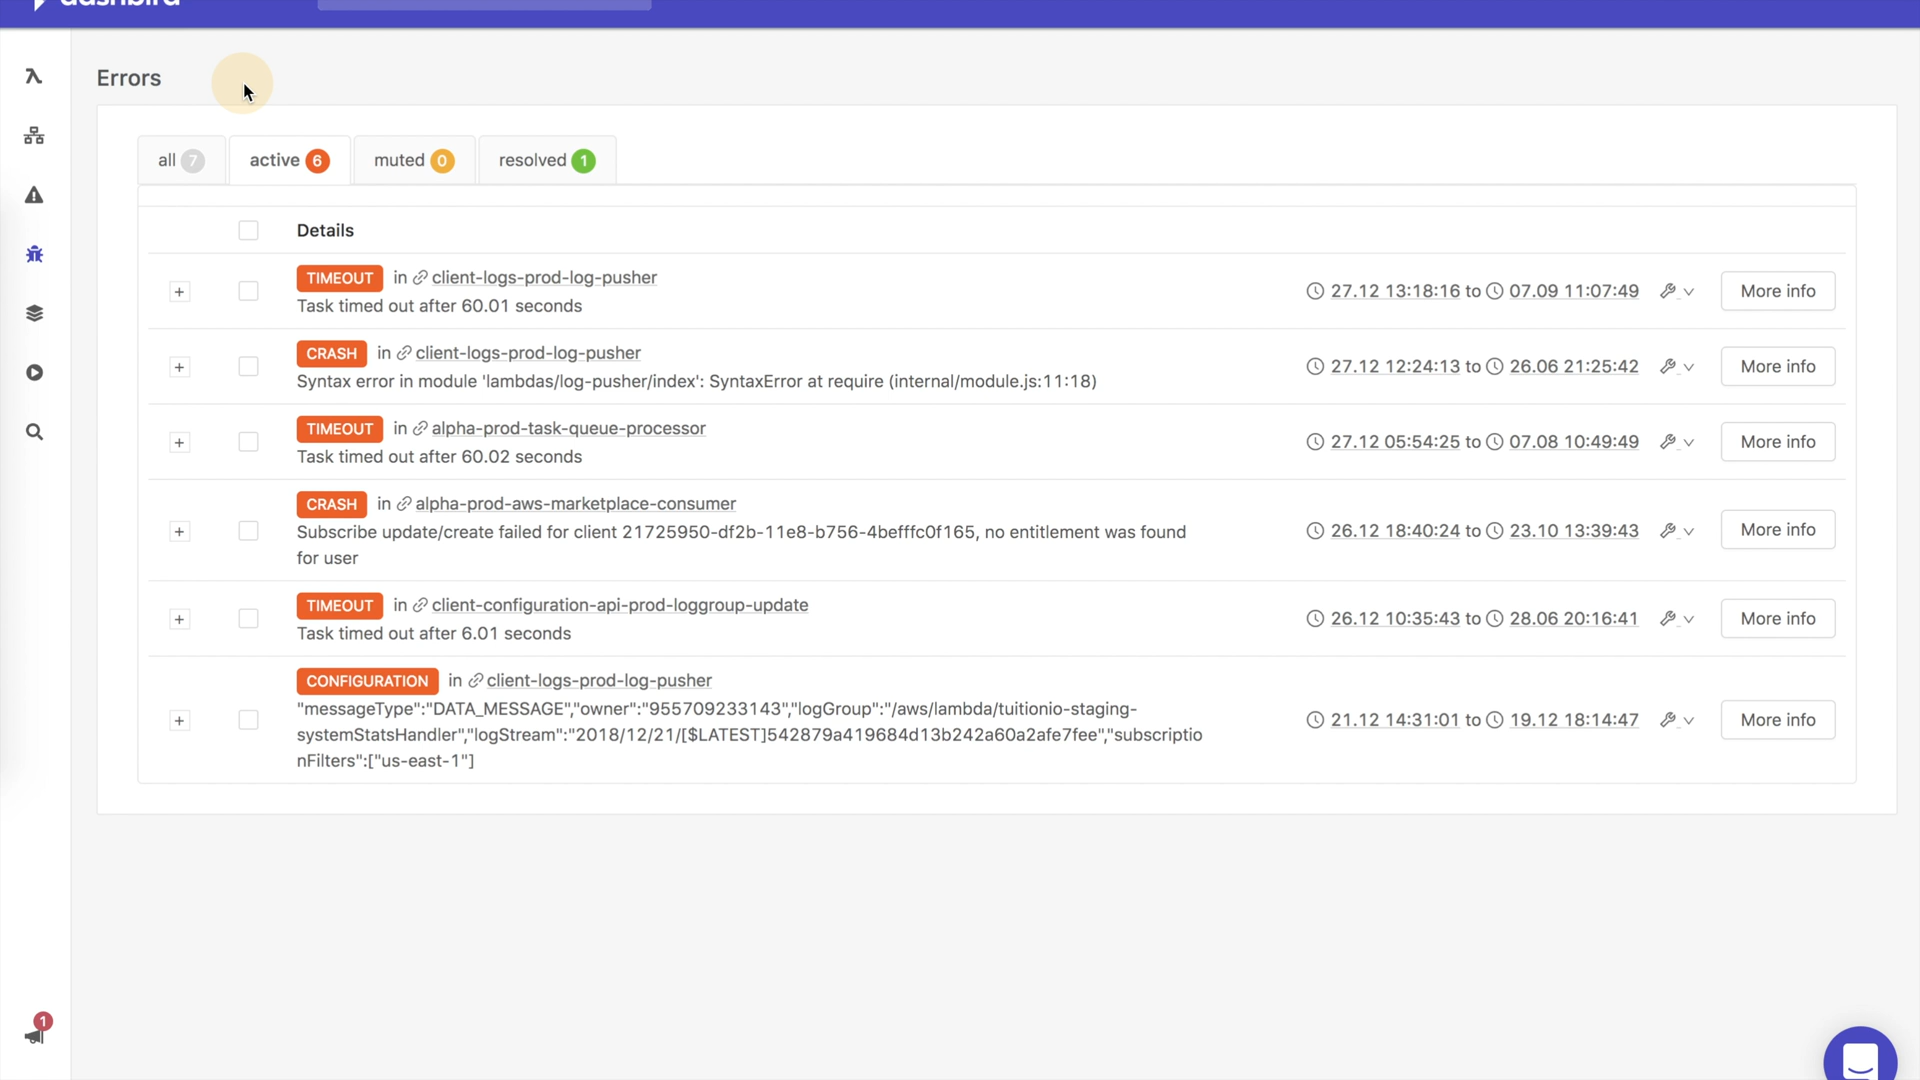 dashbird
Errors
all 7 active 6 muted 0 resolved 1
Details
TIMEOUT in client-logs-prod-log-pusher
Task timed out after 60.01 seconds
27.12 13:18:16 to 07.09 11:07:49 More info
CRASH in client-logs-prod-log-pusher
Syntax error in module 'lambdas/log-pusher/index': SyntaxError at require (internal/module.js:11:18)
27.12 12:24:13 to 26.06 21:25:42 More info
TIMEOUT in alpha-prod-task-queue-processor
Task timed out after 60.02 seconds
27.12 05:54:25 to 07.08 10:49:49 More info
CRASH in alpha-prod-aws-marketplace-consumer
Subscribe update/create failed for client 21725950-df2b-11e8-b756-4befffc0f165, no entitlement was found
for user
26.12 18:40:24 to 23.10 13:39:43 More info
TIMEOUT in client-configuration-api-prod-loggroup-update
Task timed out after 6.01 seconds
26.12 10:35:43 to 28.06 20:16:41 More info
CONFIGURATION in client-logs-prod-log-pusher
"messageType":"DATA_MESSAGE","owner":"955709233143","logGroup":"/aws/lambda/tuitionio-staging-
systemStatsHandler","logStream":"2018/12/21/[$LATEST]542879a419684d13b242a60a2afe7fee","subscriptio
nFilters":["us-east-1"]
21.12 14:31:01 to 19.12 18:14:47 More info
1